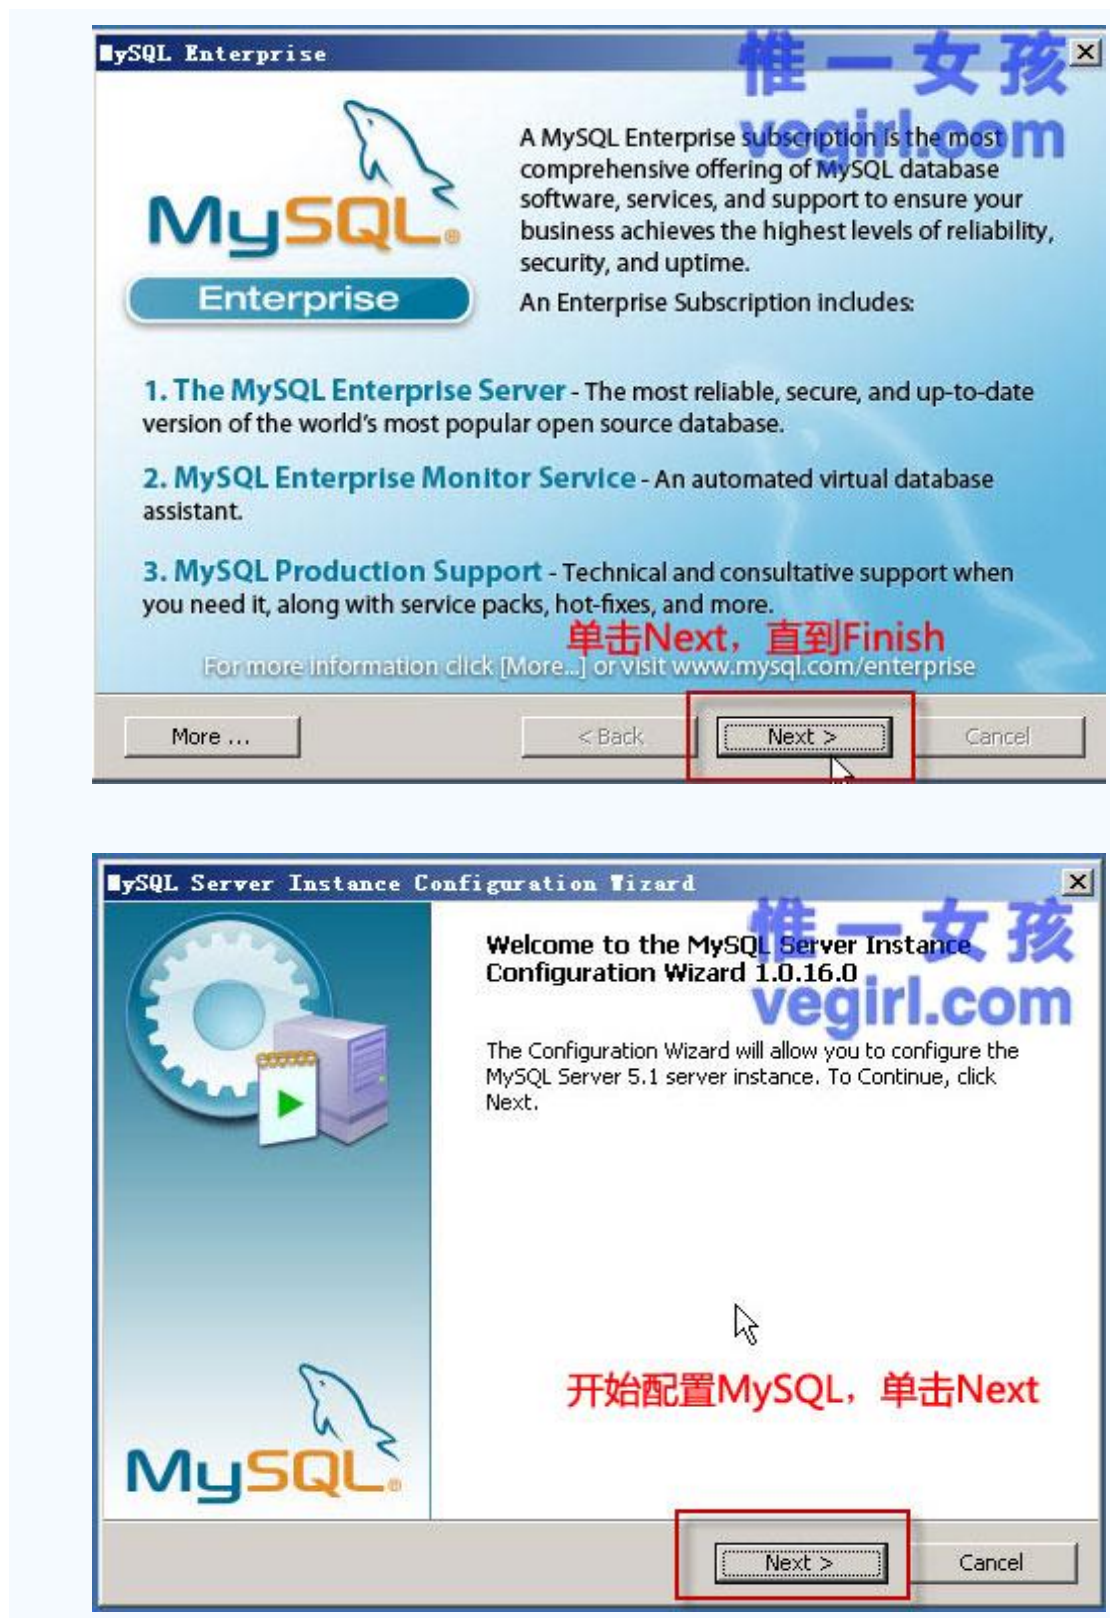 MySQL Enterprise
惟一女孩
vegirl.com
MySQL
Enterprise
A MySQL Enterprise subscription is the most
comprehensive offering of MySQL database
software, services, and support to ensure your
business achieves the highest levels of reliability,
security, and uptime.
An Enterprise Subscription includes:
1. The MySQL Enterprise Server - The most reliable, secure, and up-to-date
version of the world's most popular open source database.
2. MySQL Enterprise Monitor Service - An automated virtual database
assistant.
3. MySQL Production Support - Technical and consultative support when
you need it, along with service packs, hot-fixes, and more.
单击Next，直到Finish
For more information click [More...] or visit www.mysql.com/enterprise
More ...
< Back
Next >
Cancel
MySQL Server Instance Configuration Wizard
惟一女孩
vegirl.com
Welcome to the MySQL Server Instance
Configuration Wizard 1.0.16.0
The Configuration Wizard will allow you to configure the
MySQL Server 5.1 server instance. To Continue, click
Next.
开始配置MySQL，单击Next
MySQL
Next >
Cancel